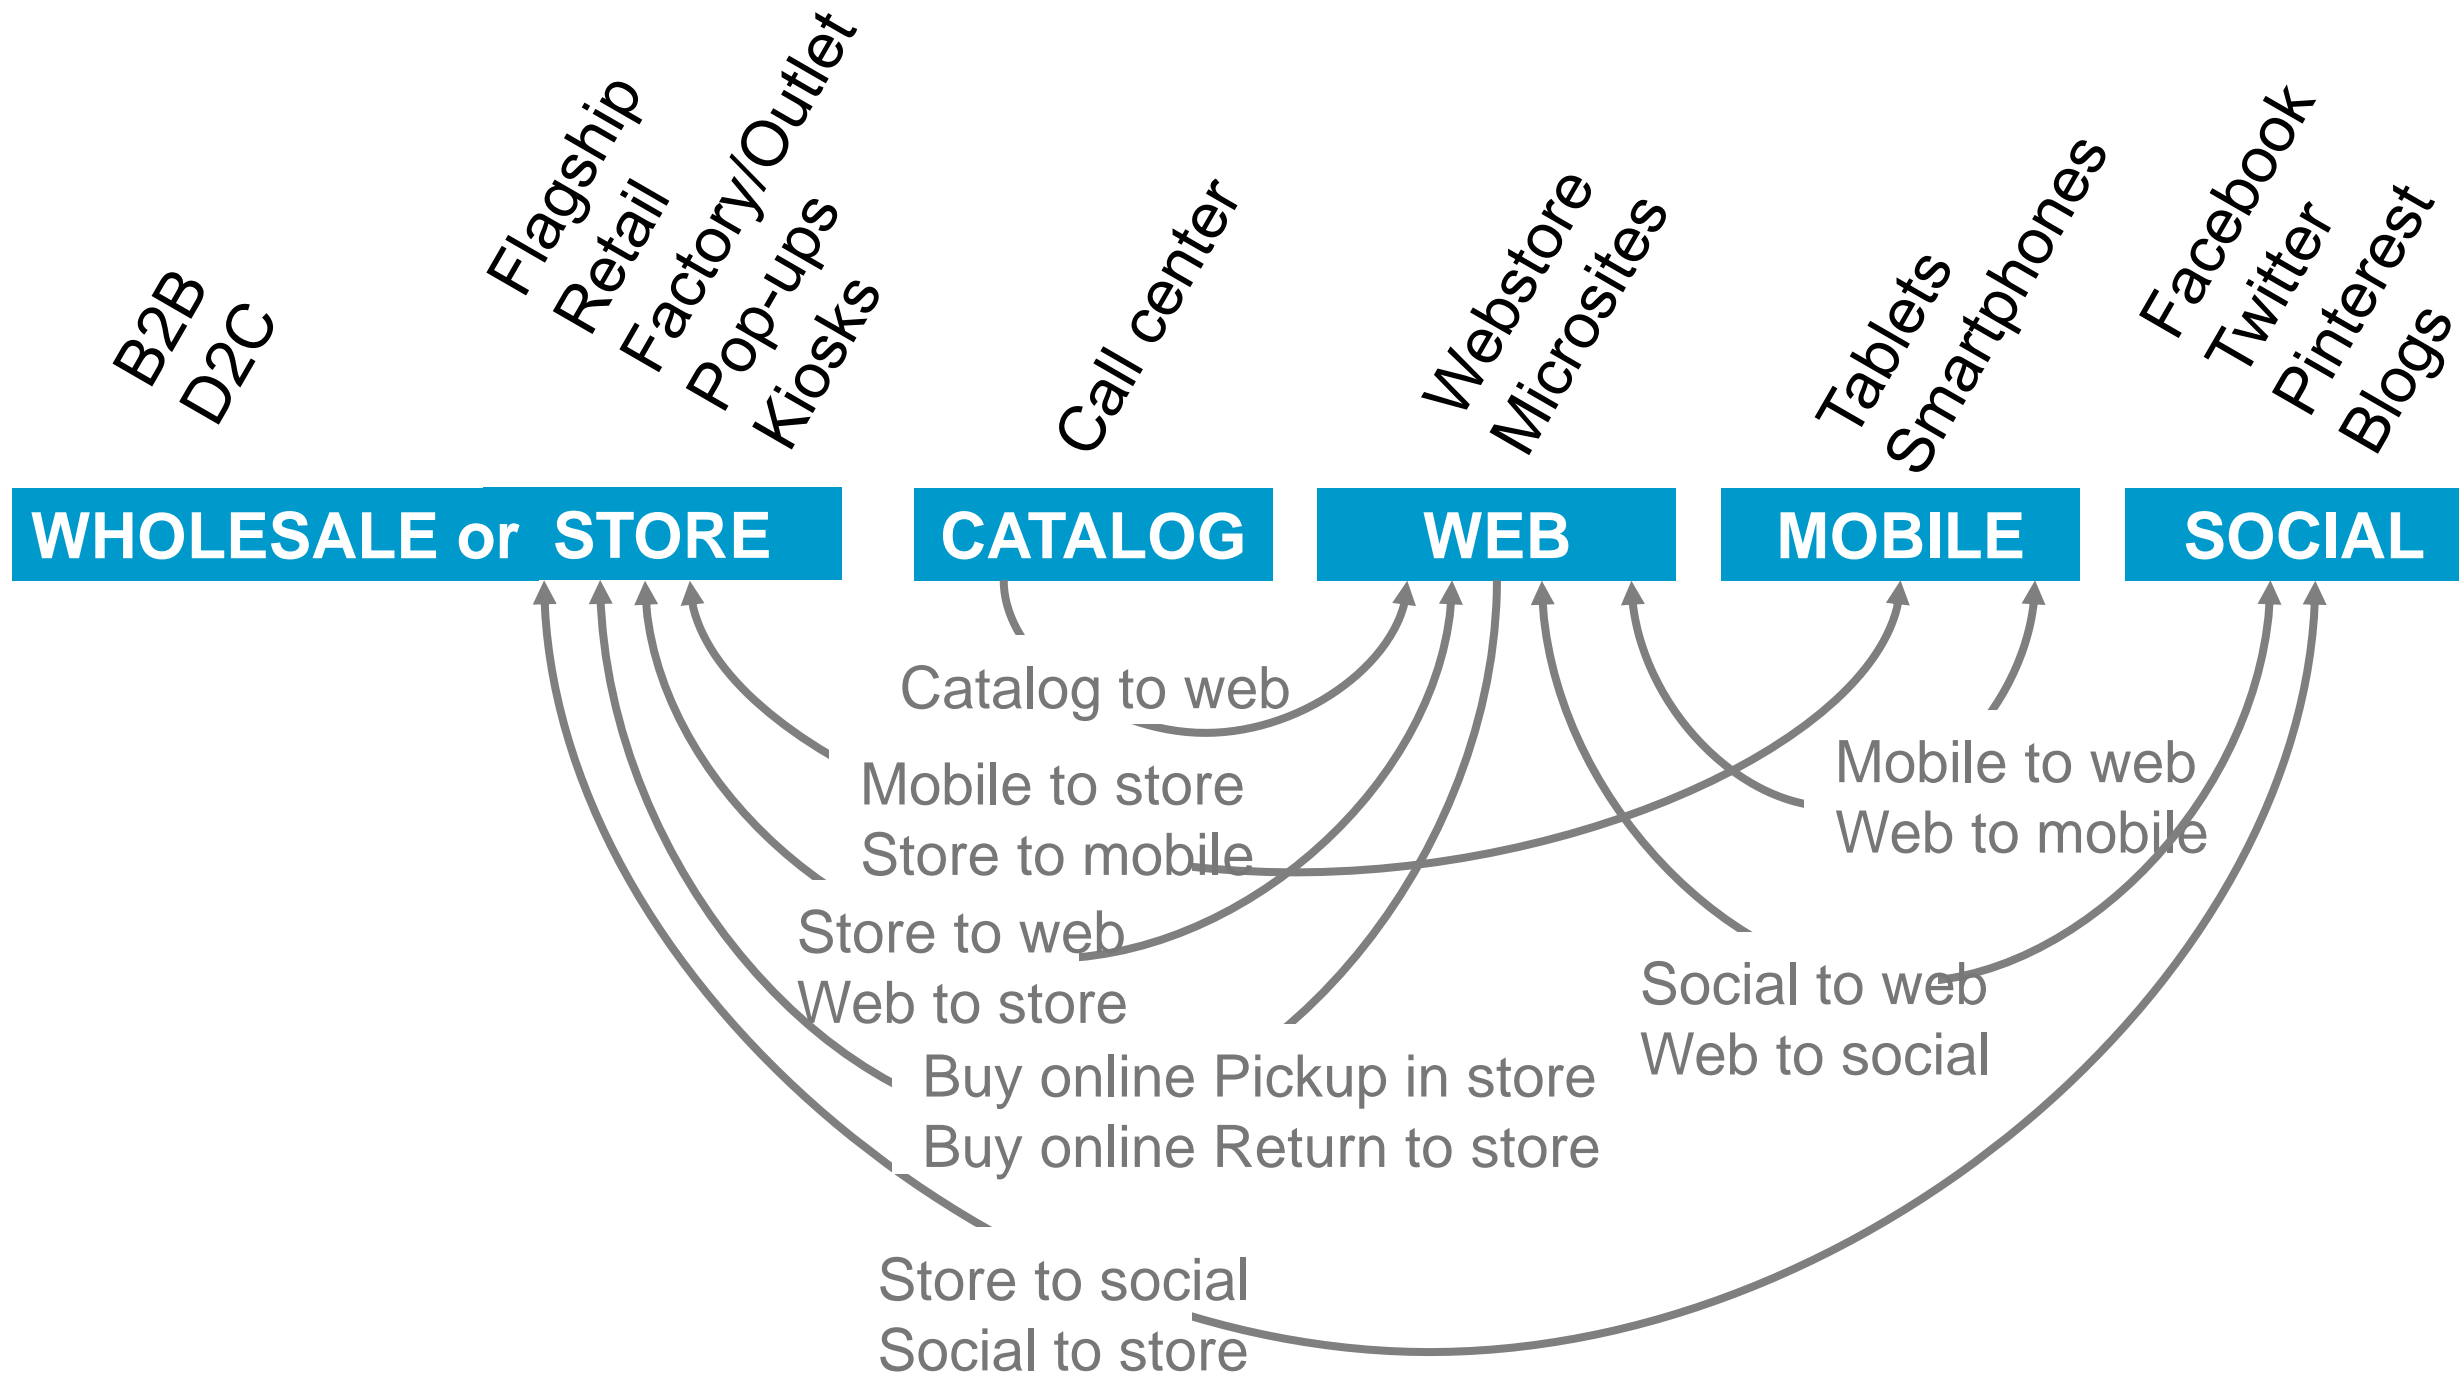 B2B
D2C
Flagship
Retail
Factory//Outlet
Pop-ups
Kiosks
Call center
Webstore
Microsites
Tablets
Smartphones
Facebook
Twitter
Pinterest
Blogs
WHOLESALE or STORE
CATALOG
WEB
MOBILE
SOCIAL
Catalog to web
Mobile to store
Store to mobile
Mobile to web
Web to mobile
Store to web
Web to store
Social to web
Web to social
Buy online Pickup in store
Buy online Return to store
Store to social
Social to store